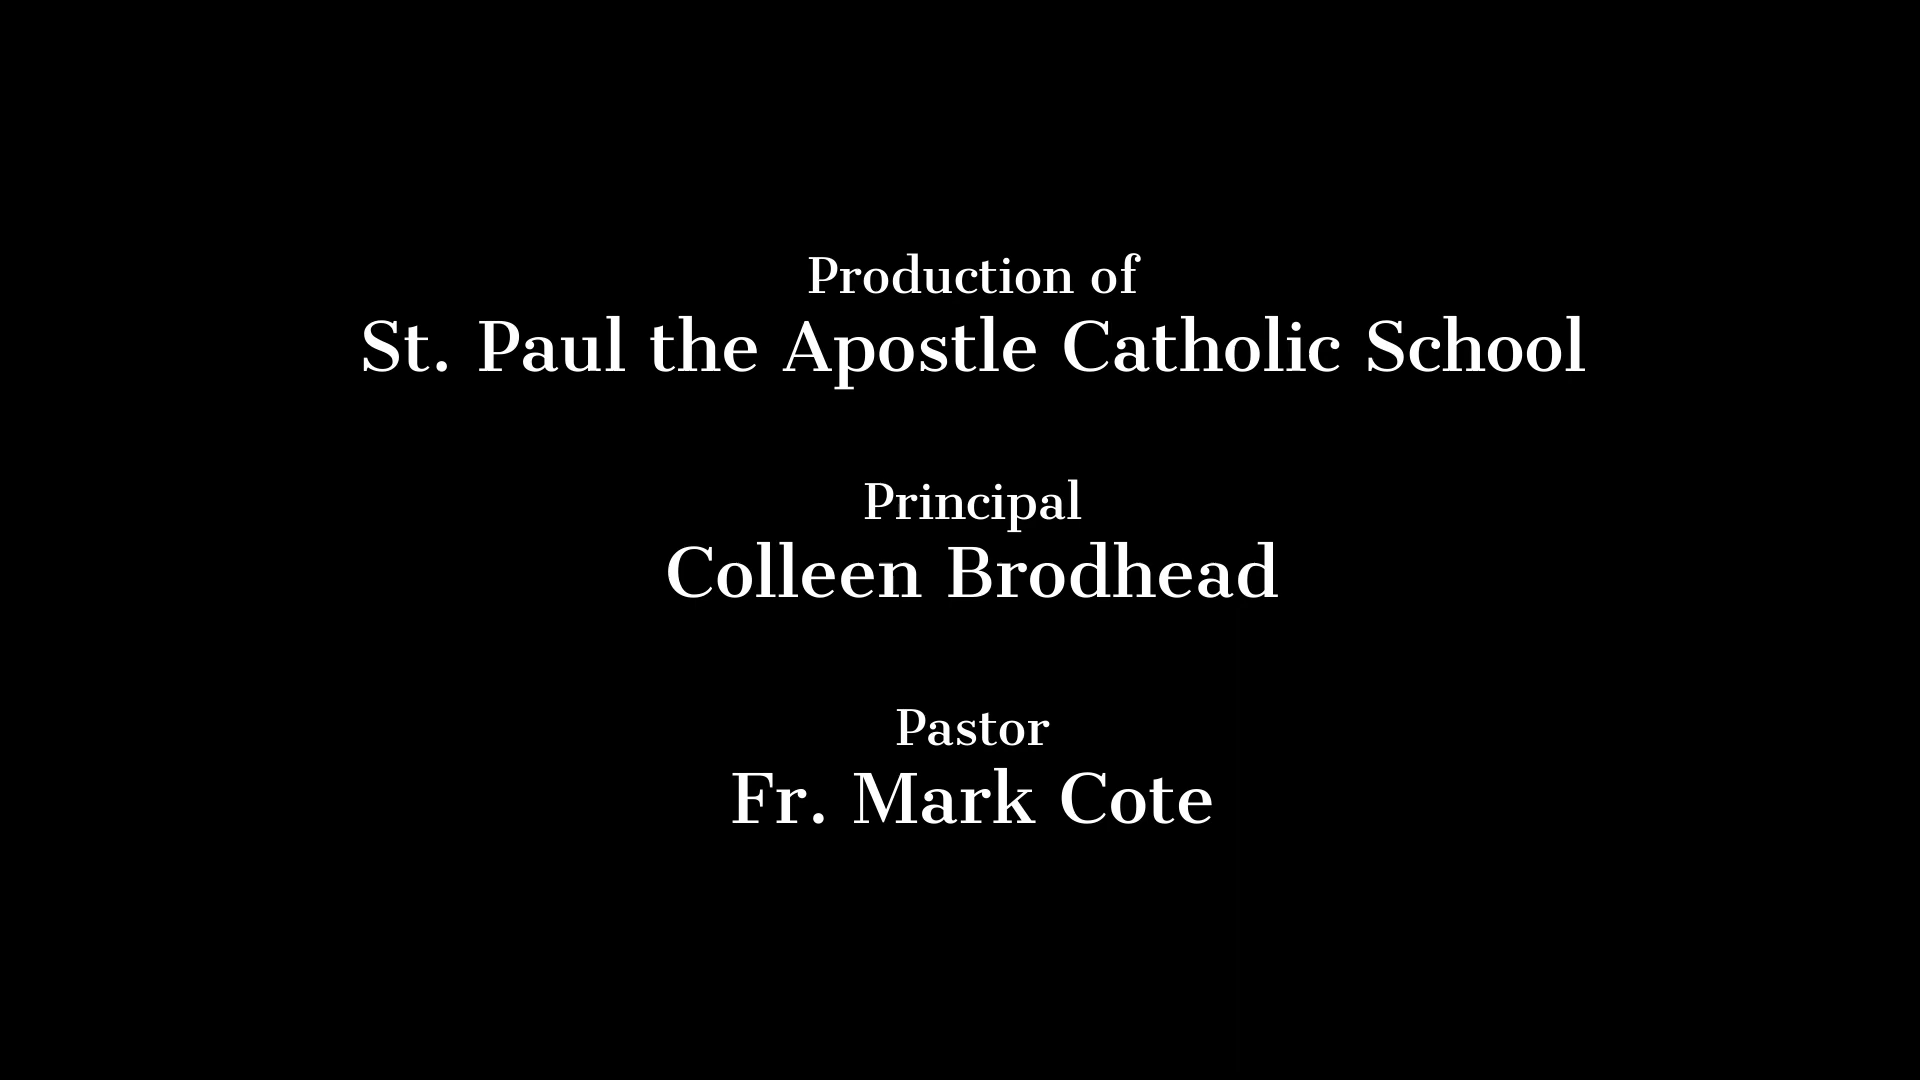 Production of
St. Paul the Apostle Catholic School
Principal
Colleen Brodhead
Pastor
Fr. Mark Cote